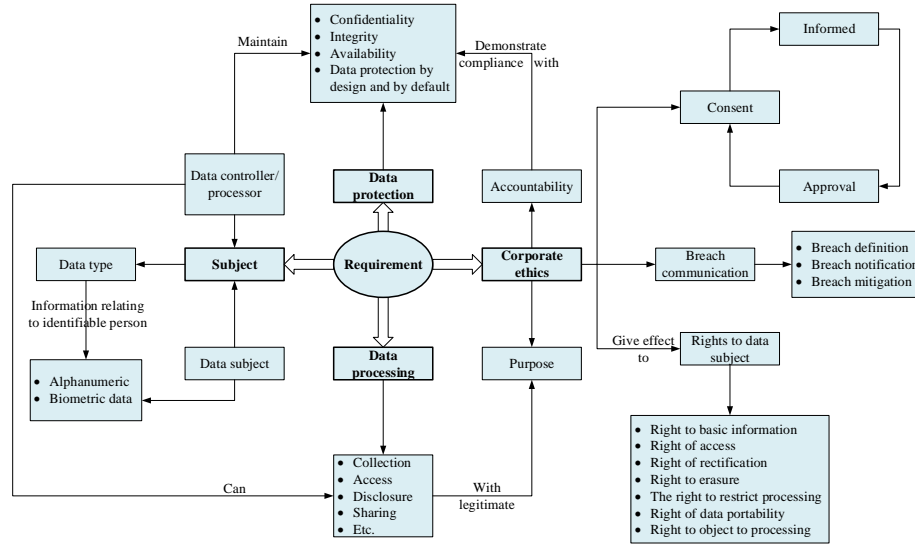 Confidentiality
Integrity
Availability
Data protection by
design and by default
Maintain
Demonstrate
compliance with
Informed
Consent
Approval
Data controller/
processor
Data
protection
Accountability
Data type
Subject
Requirement
Corporate
ethics
Breach
communication
Breach definition
Breach notification
Breach mitigation
Information relating
to identifiable person
Data subject
Data
processing
Purpose
Give effect
to
Rights to data
subject
Alphanumeric
Biometric data
Right to basic information
Right of access
Right of rectification
Right to erasure
The right to restrict processing
Right of data portability
Right to object to processing
Can
Collection
Access
Disclosure
Sharing
Etc.
With
legitimate